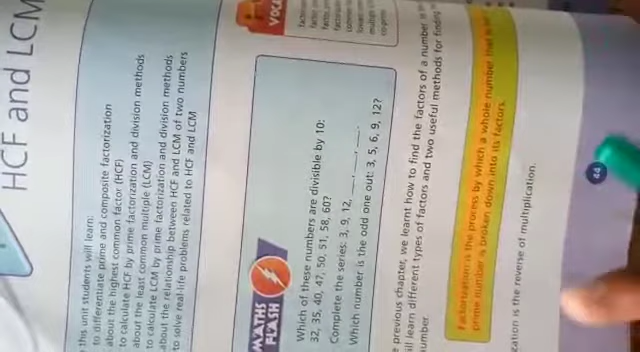 HCF and LCM
this unit students will learn:
to differentiate prime and composite factorization
about the highest common factor (HCF)
to calculate HCF by prime factorization and division methods
about the least common multiple (LCM)
to calculate LCM by prime factorization and division methods
about the relationship between HCF and LCM of two numbers
to solve real-life problems related to HCF and LCM
VOCA
MATHS
FLASH
Which of these numbers are divisible by 10:
32, 35, 40, 47, 50, 51, 58, 60?
Complete the series: 3, 9, 12, __, __, __.
Which number is the odd one out: 3, 5, 6, 9, 12?
previous chapter, we learnt how to find the factors of a number
ill learn different types of factors and two useful methods for finding
umber
Factorization is the process by which a whole number that is
prime number is broken down into its factors.
cation is the reverse of multiplication.
44